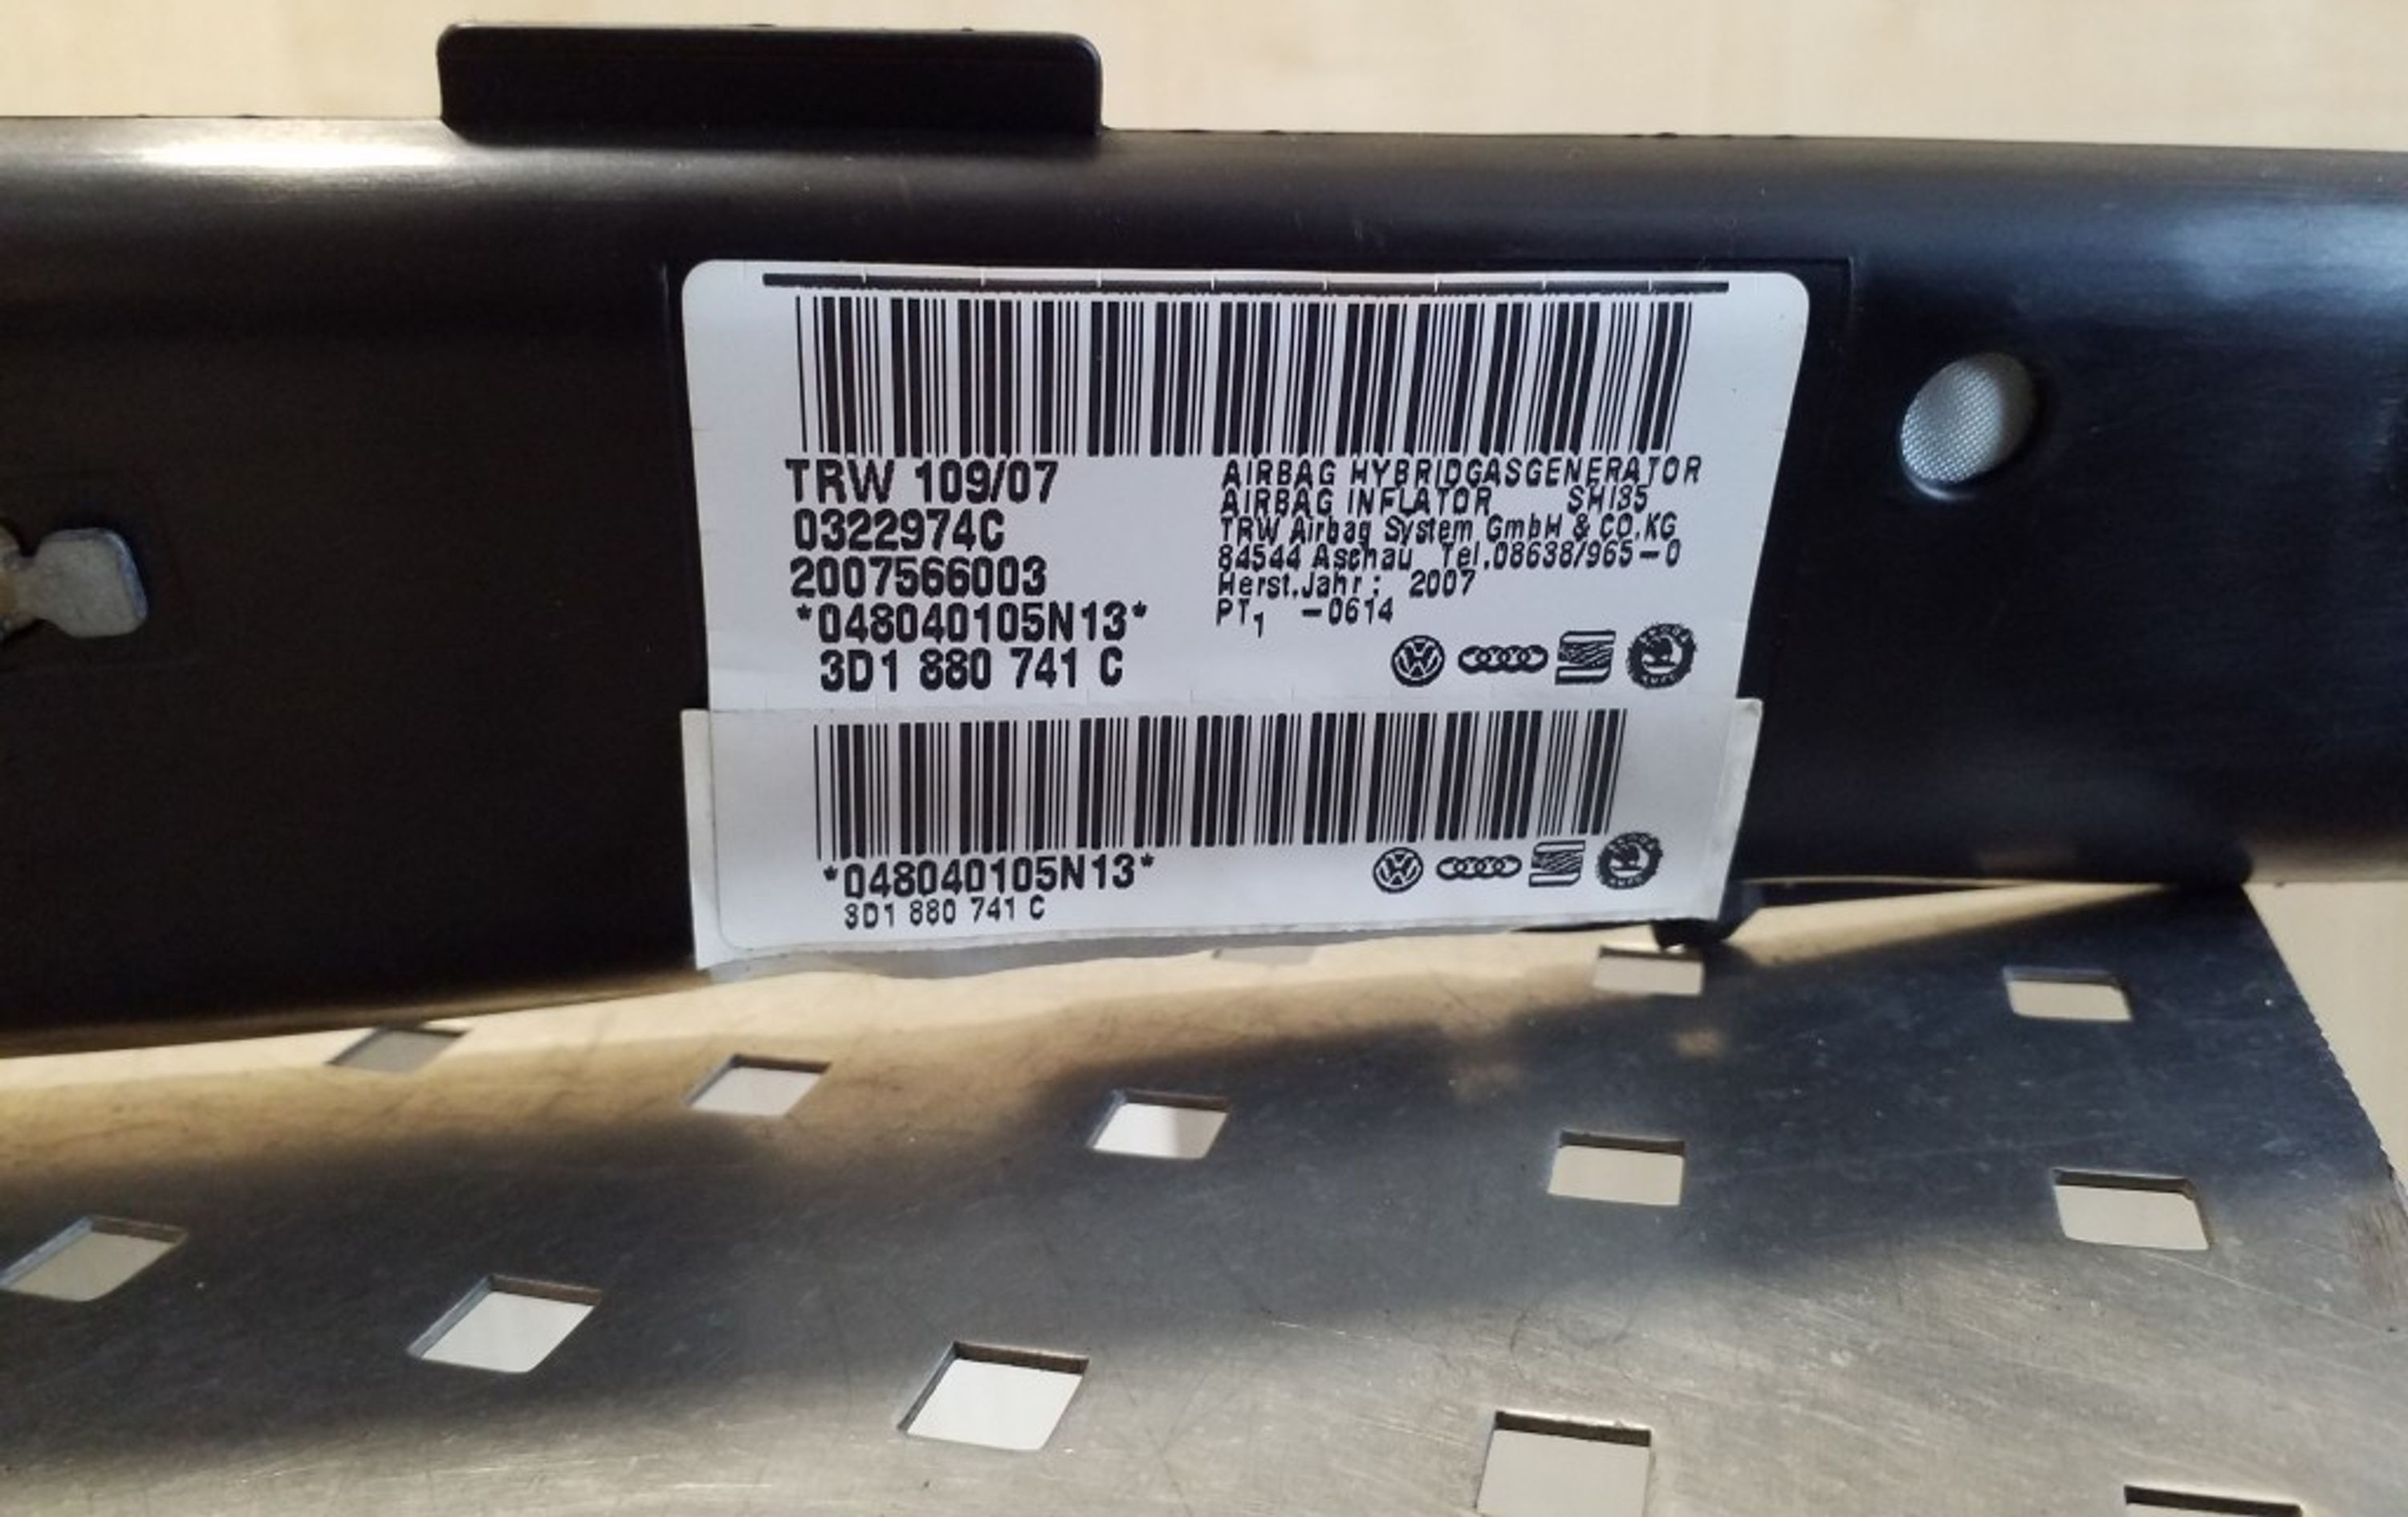 TRW 109/07
0322974C
2007566003
*048040105N13*
3D1 880 741 C
AIRBAG HYBRIDGASGENERATOR
AIRBAG INFLATOR SHI35
TRW Airbag System GmbH & CO.KG
84544 Aschau Tel.08638/965-0
Herst.Jahr: 2007
PT1 -0614
*048040105N13*
3D1 880 741 C